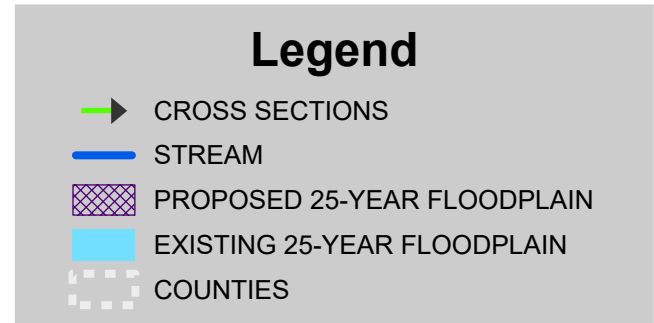 Legend
CROSS SECTIONS
STREAM
PROPOSED 25-YEAR FLOODPLAIN
EXISTING 25-YEAR FLOODPLAIN
COUNTIES